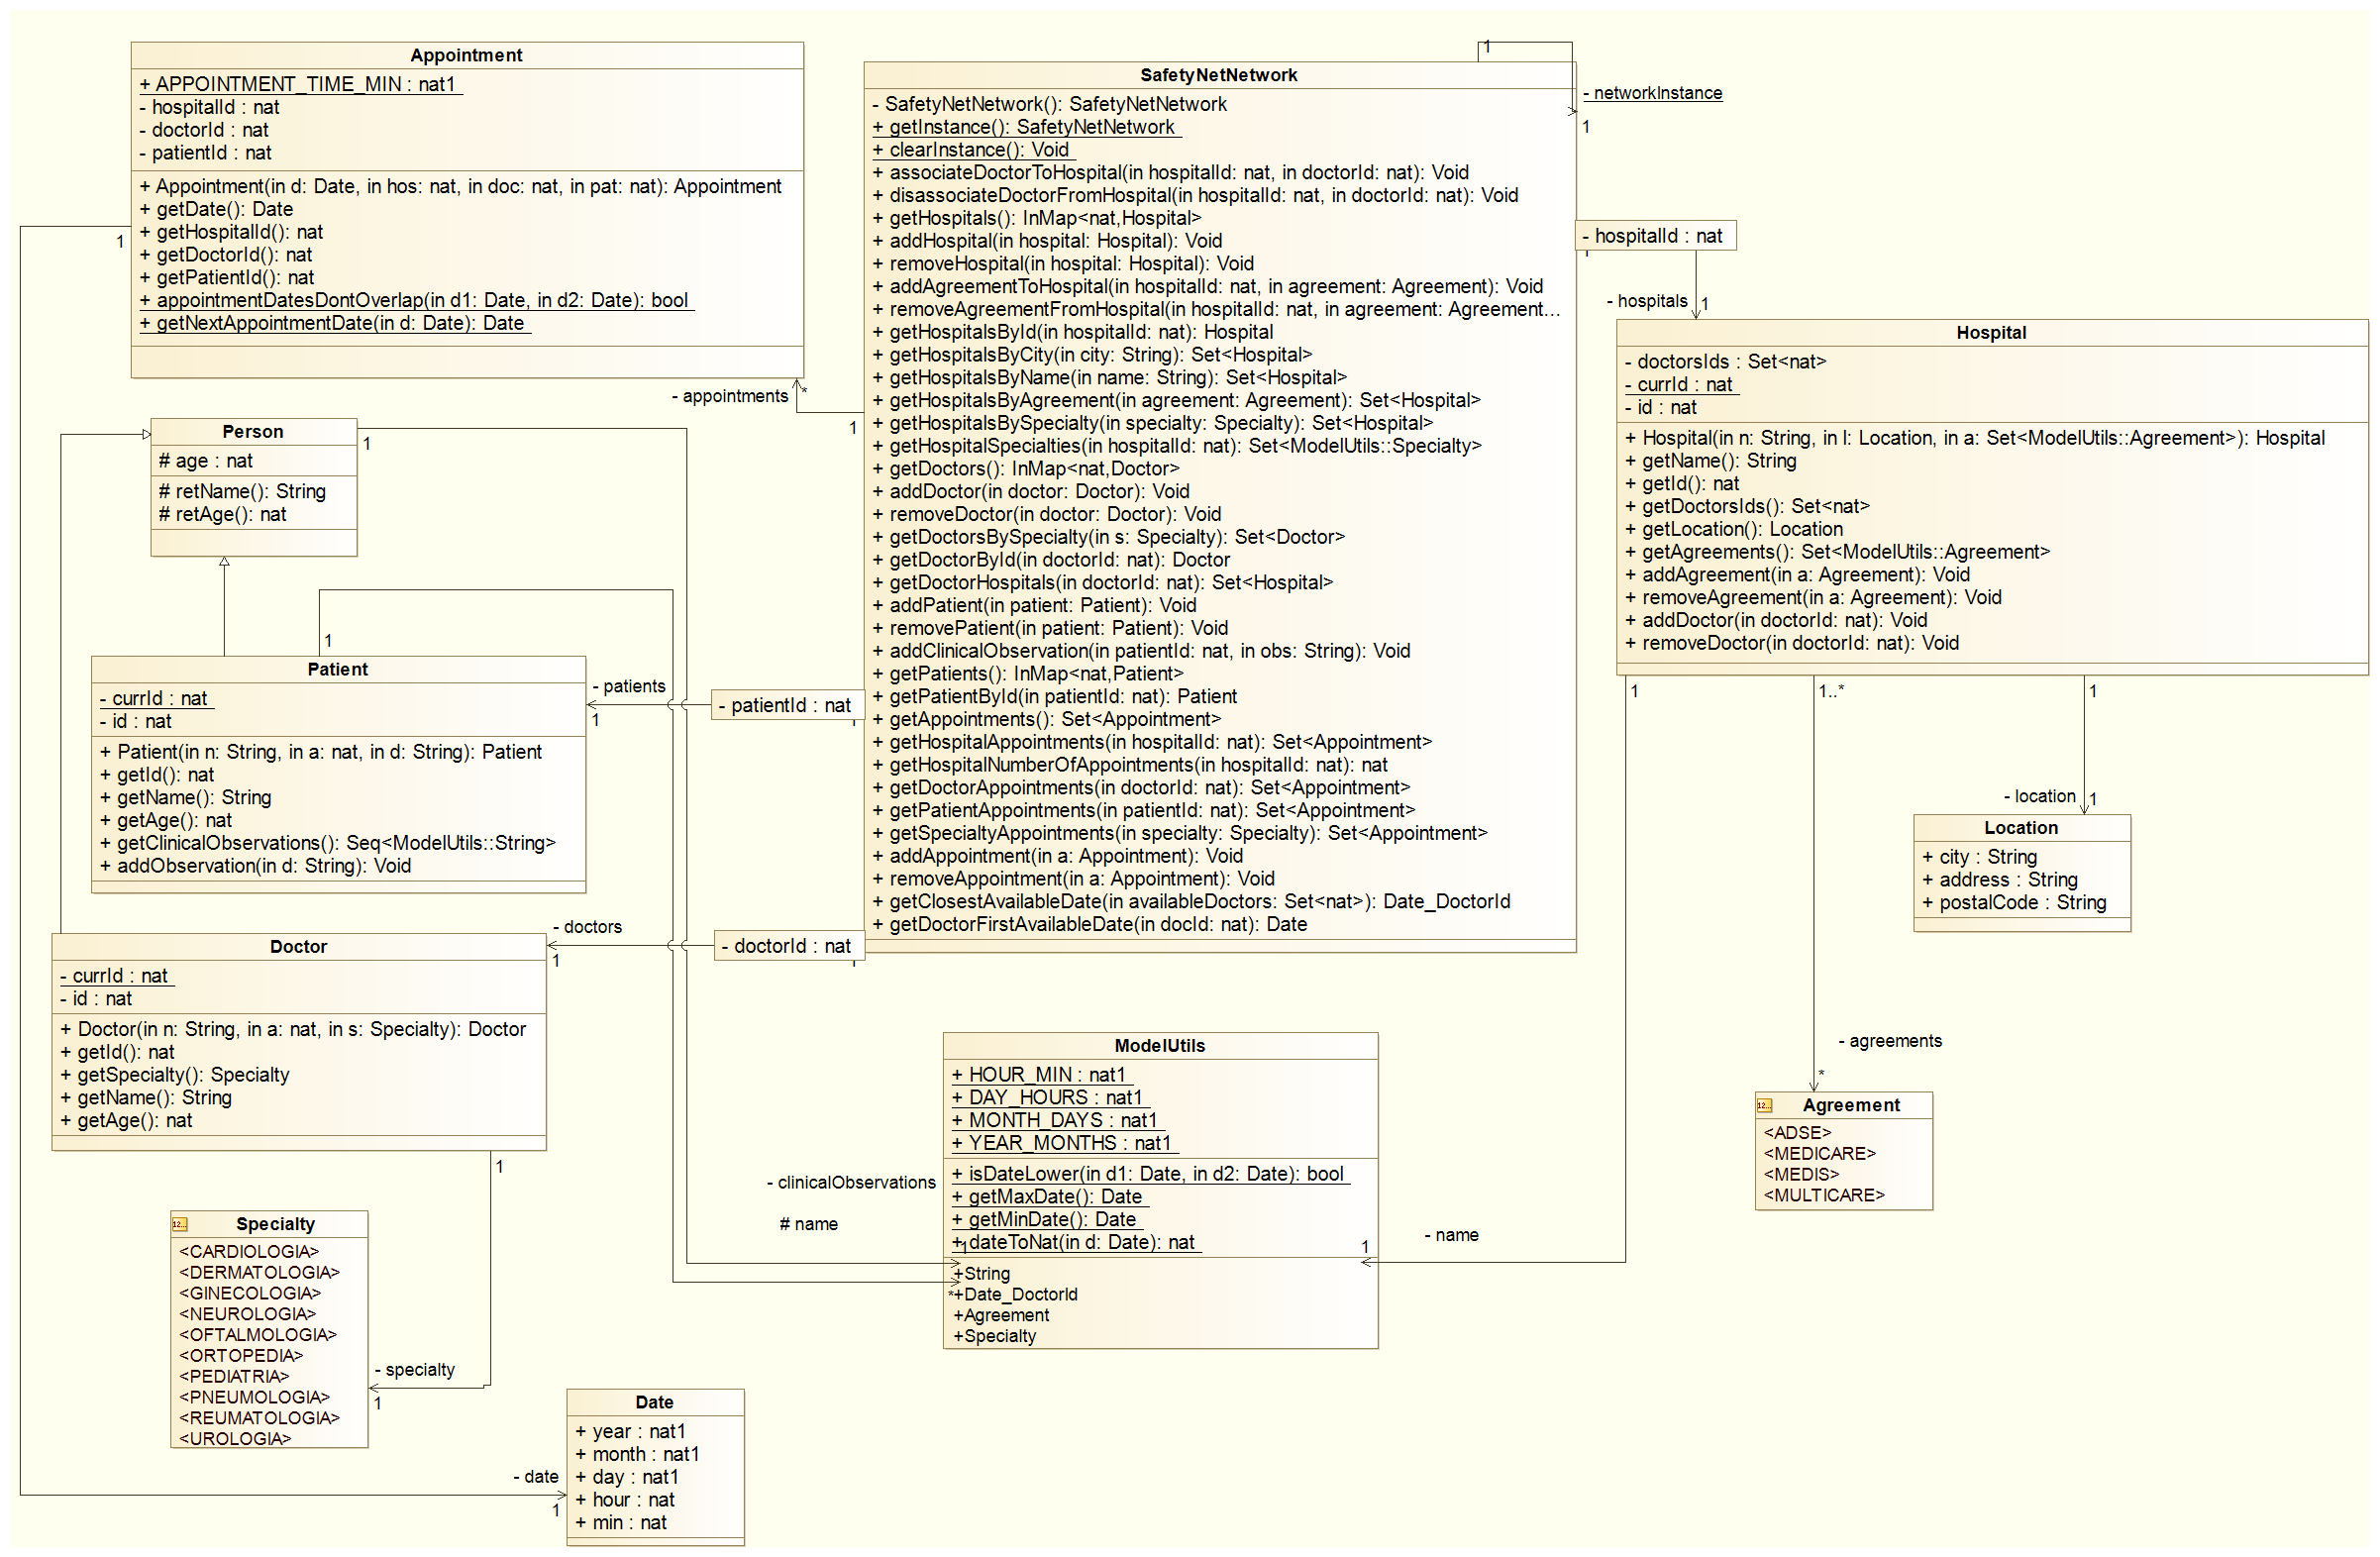 Appointment
+ APPOINTMENT_TIME_MIN : nat1
- hospitalId : nat
- doctorId : nat
- patientId : nat
+ Appointment(in d: Date, in hos: nat, in doc: nat, in pat: nat): Appointment
+ getDate(): Date
+ getHospitalId(): nat
+ getDoctorId(): nat
+ getPatientId(): nat
+ appointmentDatesDontOverlap(in d1: Date, in d2: Date): bool
+ getNextAppointmentDate(in d: Date): Date
1
- appointments
*
1
SafetyNetNetwork
- SafetyNetNetwork(): SafetyNetNetwork
+ getInstance(): SafetyNetNetwork
+ clearInstance(): Void
+ associateDoctorToHospital(in hospitalId: nat, in doctorId: nat): Void
+ disassociateDoctorFromHospital(in hospitalId: nat, in doctorId: nat): Void
+ getHospitals(): InMap<nat,Hospital>
+ addHospital(in hospital: Hospital): Void
+ removeHospital(in hospital: Hospital): Void
+ addAgreementToHospital(in hospitalId: nat, in agreement: Agreement): Void
+ removeAgreementFromHospital(in hospitalId: nat, in agreement: Agreement...
+ getHospitalsById(in hospitalId: nat): Hospital
+ getHospitalsByCity(in city: String): Set<Hospital>
+ getHospitalsByName(in name: String): Set<Hospital>
+ getHospitalsByAgreement(in agreement: Agreement): Set<Hospital>
+ getHospitalsBySpecialty(in specialty: Specialty): Set<Hospital>
+ getHospitalSpecialties(in hospitalId: nat): Set<ModelUtils::Specialty>
+ getDoctors(): InMap<nat,Doctor>
+ addDoctor(in doctor: Doctor): Void
+ removeDoctor(in doctor: Doctor): Void
+ getDoctorsBySpecialty(in s: Specialty): Set<Doctor>
+ getDoctorById(in doctorId: nat): Doctor
+ getDoctorHospitals(in doctorId: nat): Set<Hospital>
+ addPatient(in patient: Patient): Void
+ removePatient(in patient: Patient): Void
+ addClinicalObservation(in patientId: nat, in obs: String): Void
+ getPatients(): InMap<nat,Patient>
+ getPatientById(in patientId: nat): Patient
+ getAppointments(): Set<Appointment>
+ getHospitalAppointments(in hospitalId: nat): Set<Appointment>
+ getHospitalNumberOfAppointments(in hospitalId: nat): nat
+ getDoctorAppointments(in doctorId: nat): Set<Appointment>
+ getPatientAppointments(in patientId: nat): Set<Appointment>
+ getSpecialtyAppointments(in specialty: Specialty): Set<Appointment>
+ addAppointment(in a: Appointment): Void
+ removeAppointment(in a: Appointment): Void
+ getClosestAvailableDate(in availableDoctors: Set<nat>): Date_DoctorId
+ getDoctorFirstAvailableDate(in docId: nat): Date
1
- networkInstance
1
- hospitalId : nat
- hospitals
1
Hospital
- doctorsIds : Set<nat>
- currId : nat
- id : nat
+ Hospital(in n: String, in l: Location, in a: Set<ModelUtils::Agreement>): Hospital
+ getName(): String
+ getId(): nat
+ getDoctorsIds(): Set<nat>
+ getLocation(): Location
+ getAgreements(): Set<ModelUtils::Agreement>
+ addAgreement(in a: Agreement): Void
+ removeAgreement(in a: Agreement): Void
+ addDoctor(in doctorId: nat): Void
+ removeDoctor(in doctorId: nat): Void
1
1..*
1
Person
# age : nat
# retName(): String
# retAge(): nat
1
1
Patient
- currId : nat
- id : nat
+ Patient(in n: String, in a: nat, in d: String): Patient
+ getId(): nat
+ getName(): String
+ getAge(): nat
+ getClinicalObservations(): Seq<ModelUtils::String>
+ addObservation(in d: String): Void
- patients
1
- patientId : nat
- location
1
Location
+ city : String
+ address : String
+ postalCode : String
Doctor
- currId : nat
- id : nat
+ Doctor(in n: String, in a: nat, in s: Specialty): Doctor
+ getId(): nat
+ getSpecialty(): Specialty
+ getName(): String
+ getAge(): nat
- doctors
1
- doctorId : nat
1
ModelUtils
+ HOUR_MIN : nat1
+ DAY_HOURS : nat1
+ MONTH_DAYS : nat1
+ YEAR_MONTHS : nat1
+ isDateLower(in d1: Date, in d2: Date): bool
+ getMaxDate(): Date
+ getMinDate(): Date
+ dateToNat(in d: Date): nat
+String
+Date_DoctorId
+Agreement
+Specialty
- clinicalObservations
# name
1
*
1
- name
- agreements
*
Agreement
<ADSE>
<MEDICARE>
<MEDIS>
<MULTICARE>
Specialty
<CARDIOLOGIA>
<DERMATOLOGIA>
<GINECOLOGIA>
<NEUROLOGIA>
<OFTALMOLOGIA>
<ORTOPEDIA>
<PEDIATRIA>
<PNEUMOLOGIA>
<REUMATOLOGIA>
<UROLOGIA>
- specialty
1
Date
+ year : nat1
+ month : nat1
+ day : nat1
+ hour : nat
+ min : nat
- date
1